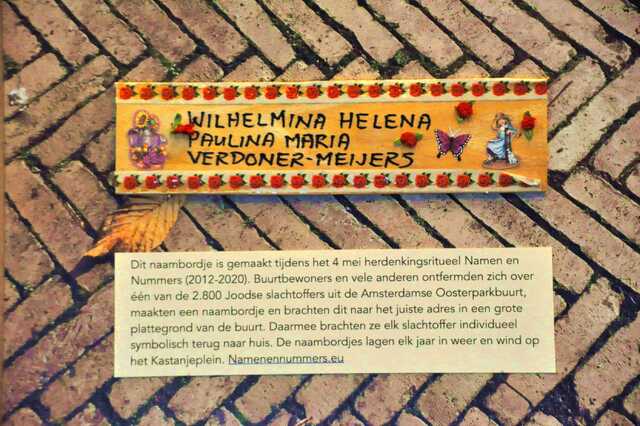 WILHELMINA HELENA
PAULINA MARIA
VERDONER-MEIJERS
Dit naambordje is gemaakt tijdens het 4 mei herdenkingsritueel Namen en
Nummers (2012-2020). Buurtbewoners en vele anderen ontfermden zich over
één van de 2.800 Joodse slachtoffers uit de Amsterdamse Oosterparkbuurt,
maakten een naambordje en brachten dit naar het juiste adres in een grote
plattegrond van de buurt. Daarmee brachten ze elk slachtoffer individueel
symbolisch terug naar huis. De naambordjes lagen elk jaar in weer en wind op
het Kastanjeplein. Namenennummers.eu